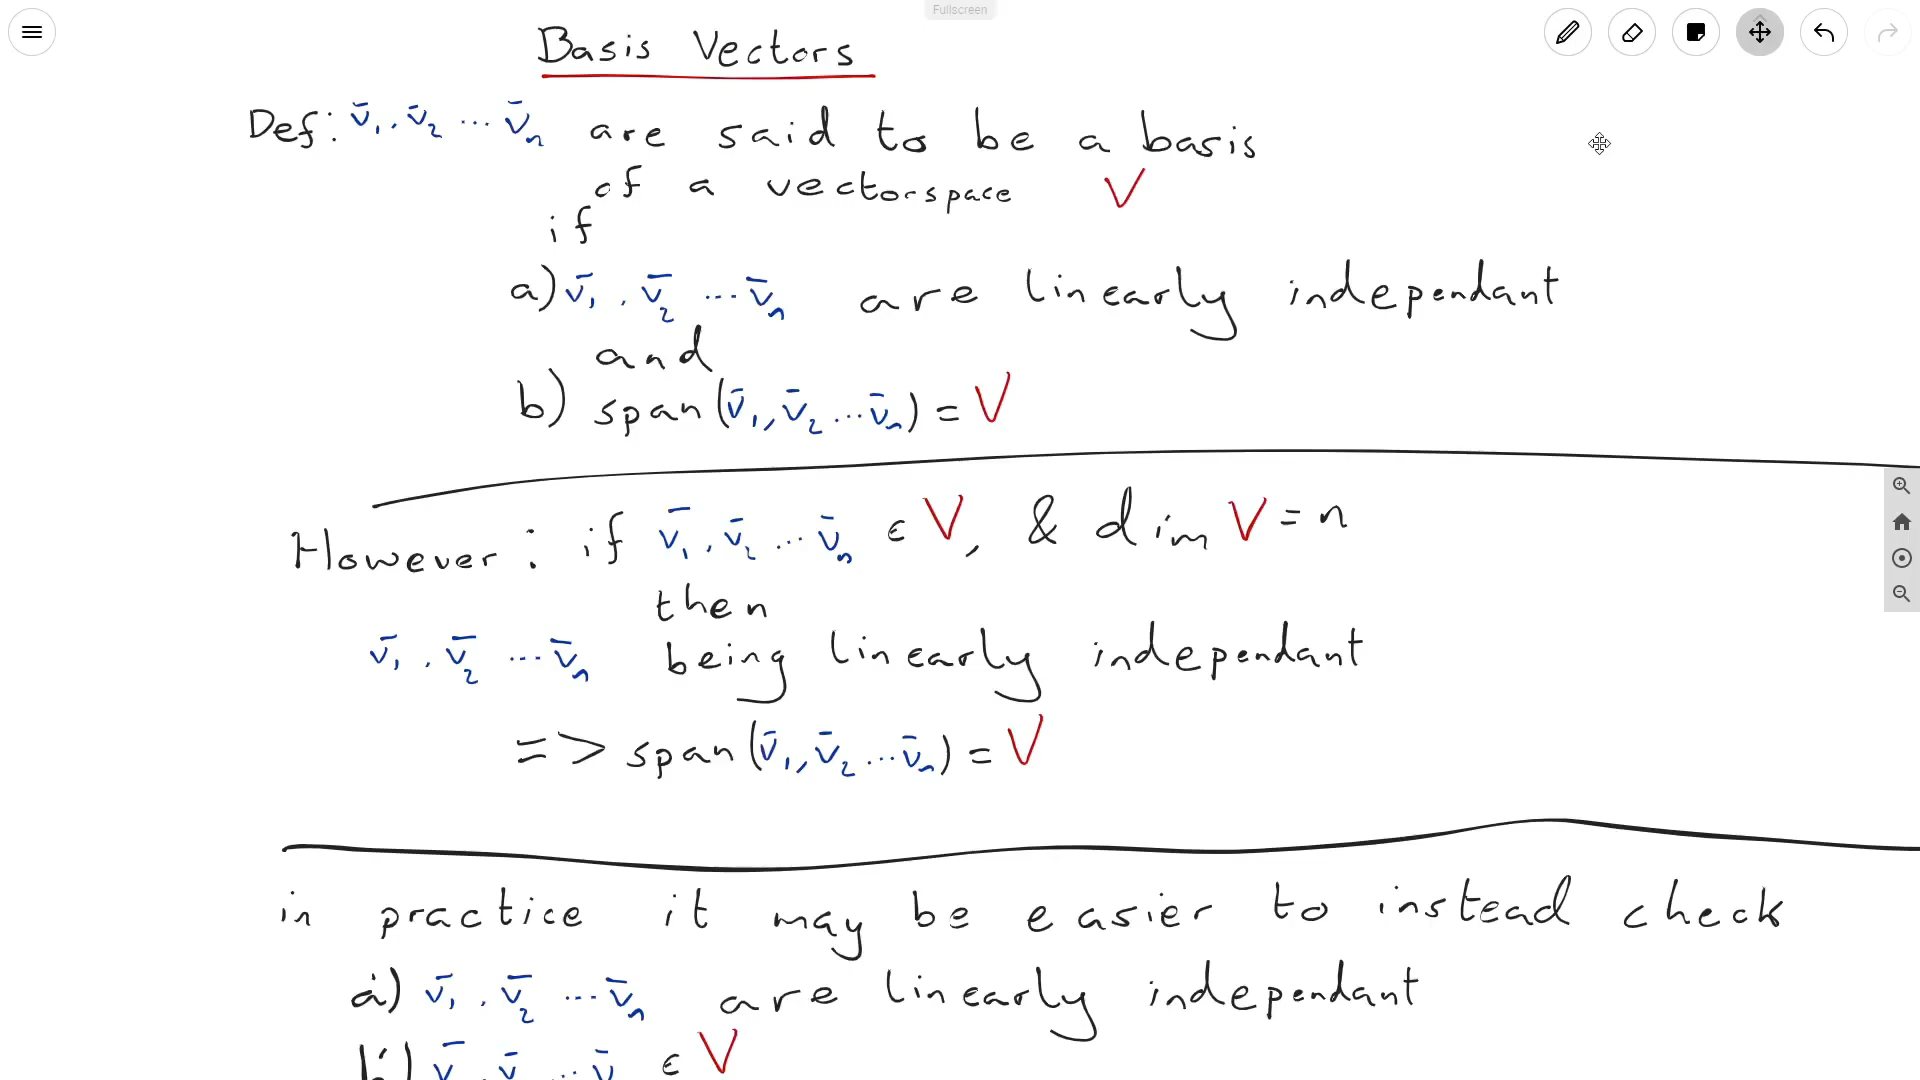 Fullscreen
Basis Vectors
Def: v̄₁, v̄₂ ... v̄ₙ are said to be a basis
of a vectorspace V
if
a) v̄₁, v̄₂ ... v̄ₙ are linearly independant
and
b) span(v̄₁, v̄₂ ... v̄ₙ) = V
However: if v̄₁, v̄₂ ... v̄ₙ ∈ V, & dim V = n
then
v̄₁, v̄₂ ... v̄ₙ being linearly independant
=> span(v̄₁, v̄₂ ... v̄ₙ) = V
in practice it may be easier to instead check
a) v̄₁, v̄₂ ... v̄ₙ are linearly independant
b) v̄ v̄ ... v̄ ∈ V